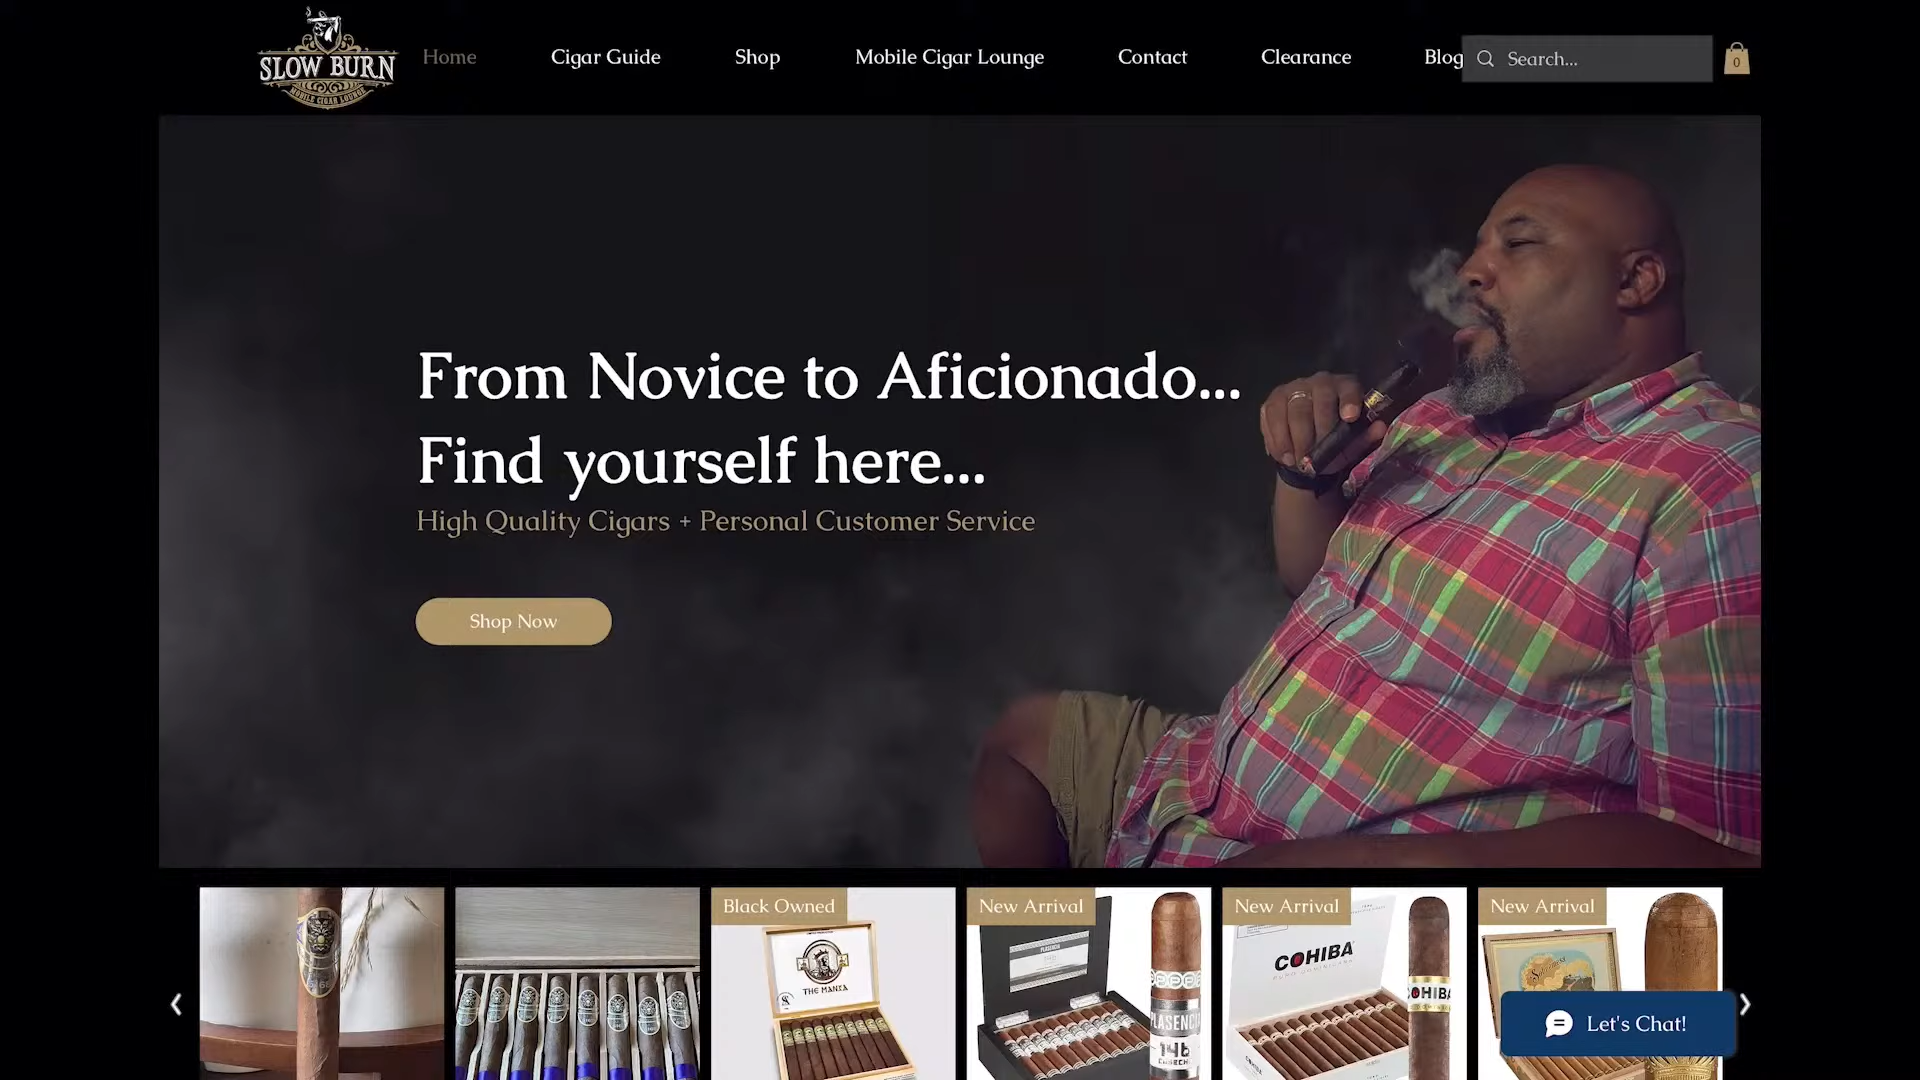 SLOW BURN
MOBILE CIGAR LOUNGE
Home
Cigar Guide
Shop
Mobile Cigar Lounge
Contact
Clearance
Blog
Search...
0
From Novice to Aficionado...
Find yourself here...
High Quality Cigars + Personal Customer Service
Shop Now
Black Owned
New Arrival
New Arrival
New Arrival
THE MANSA
PLASENCIA
PLASENCIA
146
COHIBA
COHIBA
Let's Chat!